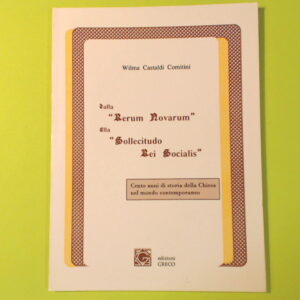 Wilma Castaldi Comitini
Dalla
"Rerum Novarum"
Alla
"Sollecitudo
Rei Socialis"
Cento anni di storia della Chiesa
nel mondo contemporaneo
edizioni
GRECO